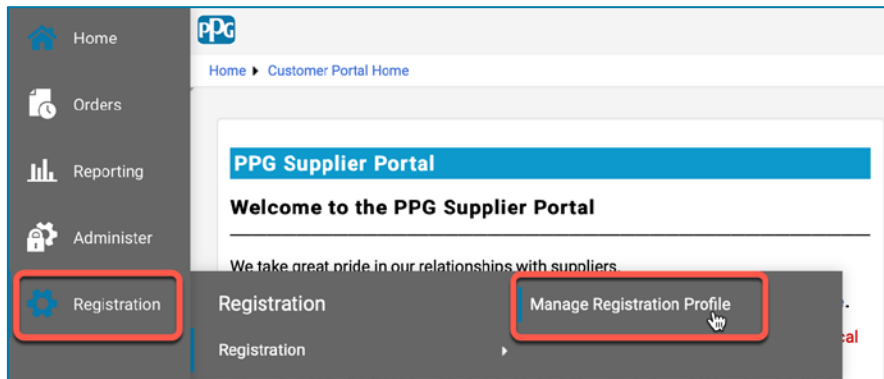 Home
PPG
Home ▸ Customer Portal Home
Orders
Reporting
PPG Supplier Portal
Welcome to the PPG Supplier Portal
Administer
We take great pride in our relationships with suppliers.
Registration
Registration
Manage Registration Profile
Registration